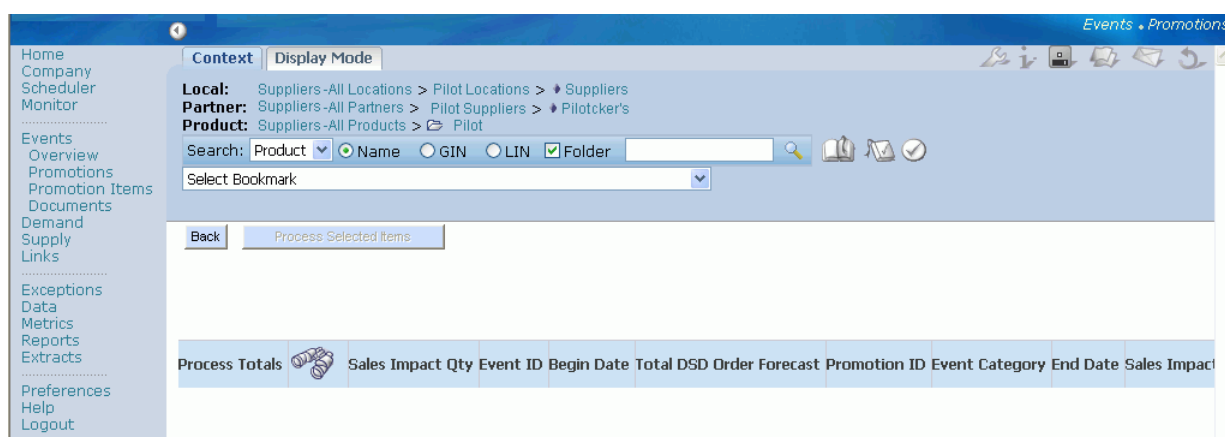 Events • Promotions
Home
Company
Scheduler
Monitor
Events
Overview
Promotions
Promotion Items
Documents
Demand
Supply
Links
Exceptions
Data
Metrics
Reports
Extracts
Preferences
Help
Logout
Context Display Mode
Local: Suppliers-All Locations > Pilot Locations > Suppliers
Partner: Suppliers-All Partners > Pilot Suppliers > Pilotcker's
Product: Suppliers-All Products > Pilot
Search: Product Name GIN LIN Folder
Select Bookmark
Back Process Selected Items
Process Totals Sales Impact Qty Event ID Begin Date Total DSD Order Forecast Promotion ID Event Category End Date Sales Impact